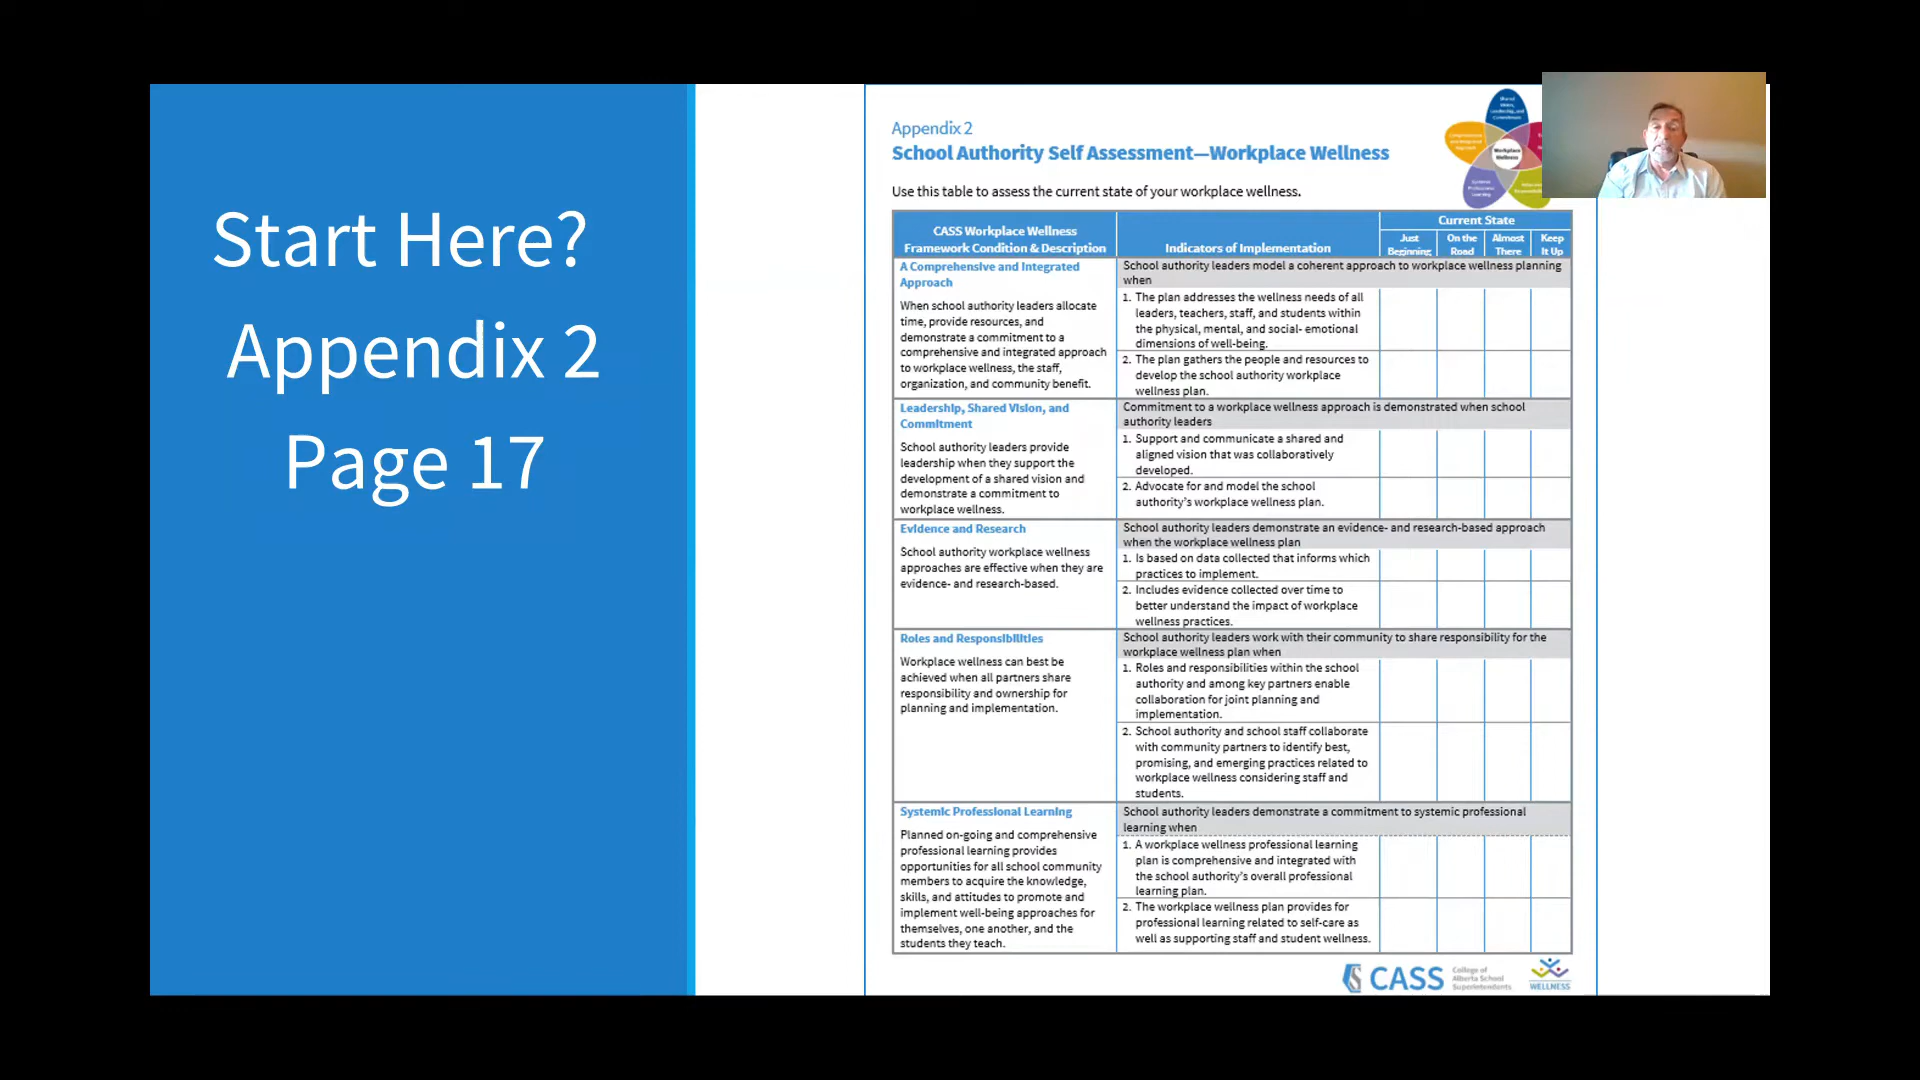 Start Here?
Appendix 2
Page 17
Appendix 2
School Authority Self Assessment—Workplace Wellness
Use this table to assess the current state of your workplace wellness.
Shared
Workplace
Wellness
CASS Workplace Wellness
Framework Condition & Description
Indicators of Implementation
Current State
Just
Beginning
On the
Road
Almost
There
Keep
It Up
A Comprehensive and Integrated
Approach
When school authority leaders allocate
time, provide resources, and
demonstrate a commitment to a
comprehensive and integrated approach
to workplace wellness, the staff,
organization, and community benefit.
School authority leaders model a coherent approach to workplace wellness planning
when
1. The plan addresses the wellness needs of all
leaders, teachers, staff, and students within
the physical, mental, and social- emotional
dimensions of well-being.
2. The plan gathers the people and resources to
develop the school authority workplace
wellness plan.
Leadership, Shared Vision, and
Commitment
School authority leaders provide
leadership when they support the
development of a shared vision and
demonstrate a commitment to
workplace wellness.
Commitment to a workplace wellness approach is demonstrated when school
authority leaders
1. Support and communicate a shared and
aligned vision that was collaboratively
developed.
2. Advocate for and model the school
authority's workplace wellness plan.
Evidence and Research
School authority workplace wellness
approaches are effective when they are
evidence- and research-based.
School authority leaders demonstrate an evidence- and research-based approach
when the workplace wellness plan
1. Is based on data collected that informs which
practices to implement.
2. Includes evidence collected over time to
better understand the impact of workplace
wellness practices.
Roles and Responsibilities
Workplace wellness can best be
achieved when all partners share
responsibility and ownership for
planning and implementation.
School authority leaders work with their community to share responsibility for the
workplace wellness plan when
1. Roles and responsibilities within the school
authority and among key partners enable
collaboration for joint planning and
implementation.
2. School authority and school staff collaborate
with community partners to identify best,
promising, and emerging practices related to
workplace wellness considering staff and
students.
Systemic Professional Learning
Planned on-going and comprehensive
professional learning provides
opportunities for all school community
members to acquire the knowledge,
skills, and attitudes to promote and
implement well-being approaches for
themselves, one another, and the
students they teach.
School authority leaders demonstrate a commitment to systemic professional
learning when
1. A workplace wellness professional learning
plan is comprehensive and integrated with
the school authority's overall professional
learning plan.
2. The workplace wellness plan provides for
professional learning related to self-care as
well as supporting staff and student wellness.
CASS
College of
Alberta School
Superintendents
WELLNESS